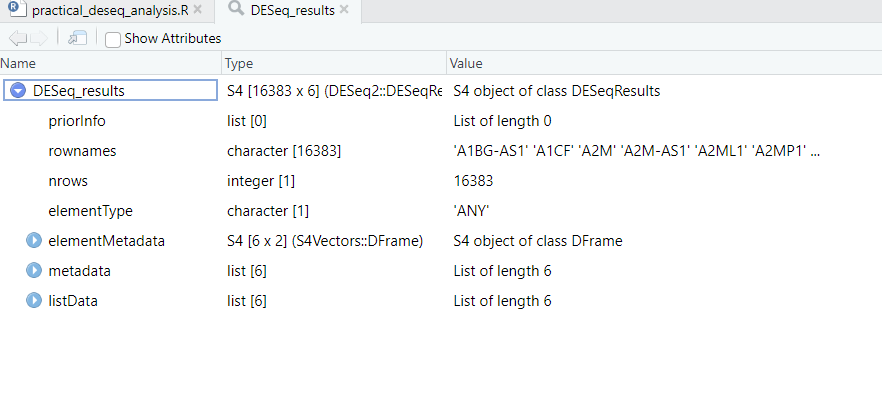 practical_deseq_analysis.R DESeq_results
Show Attributes
Name Type Value
DESeq_results S4 [16383 x 6] (DESeq2::DESeqRe S4 object of class DESeqResults
priorInfo list [0] List of length 0
rownames character [16383] 'A1BG-AS1' 'A1CF' 'A2M' 'A2M-AS1' 'A2ML1' 'A2MP1' ...
nrows integer [1] 16383
elementType character [1] 'ANY'
elementMetadata S4 [6 x 2] (S4Vectors::DFrame) S4 object of class DFrame
metadata list [6] List of length 6
listData list [6] List of length 6